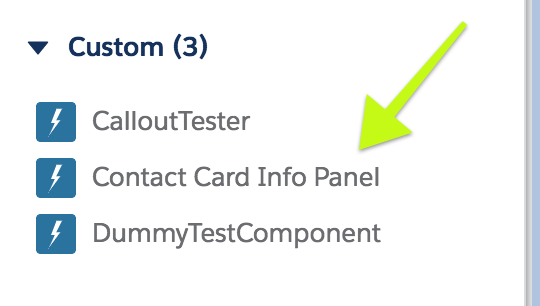 Custom (3)
CalloutTester
Contact Card Info Panel
DummyTestComponent